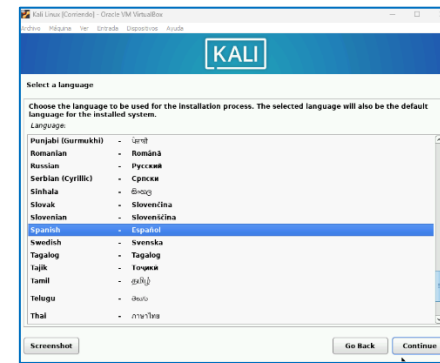 Kali Linux [Corriendo] - Oracle VM VirtualBox
Archivo Máquina Ver Entrada Dispositivos Ayuda
KALI
Select a language
Choose the language to be used for the installation process. The selected language will also be the default
language for the installed system.
Language:
Punjabi (Gurmukhi) - ਪੰਜਾਬੀ
Romanian - Română
Russian - Русский
Serbian (Cyrillic) - Српски
Sinhala - සිංහල
Slovak - Slovenčina
Slovenian - Slovenščina
Spanish - Español
Swedish - Svenska
Tagalog - Tagalog
Tajik - Тоҷикӣ
Tamil - தமிழ்
Telugu - తెలుగు
Thai - ภาษาไทย
Screenshot Go Back Continue